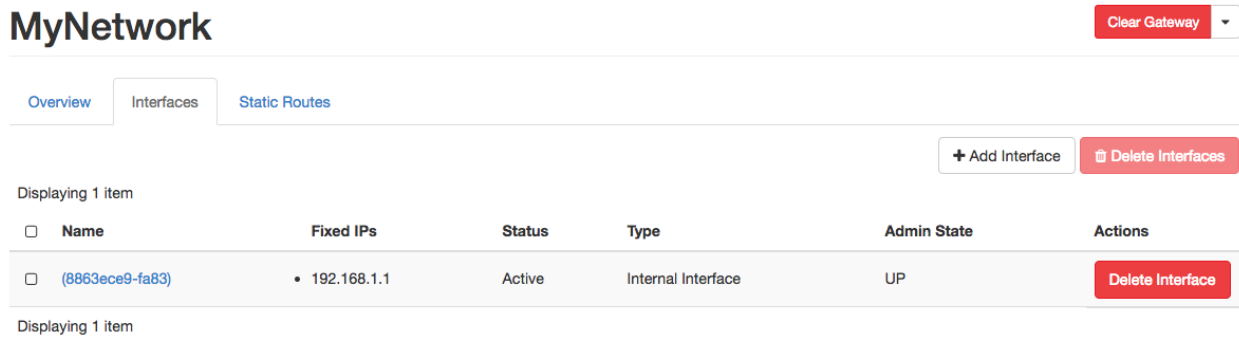 MyNetwork
Clear Gateway
Overview Interfaces Static Routes
+ Add Interface Delete Interfaces
Displaying 1 item
Name Fixed IPs Status Type Admin State Actions
(8863ece9-fa83) • 192.168.1.1 Active Internal Interface UP Delete Interface
Displaying 1 item